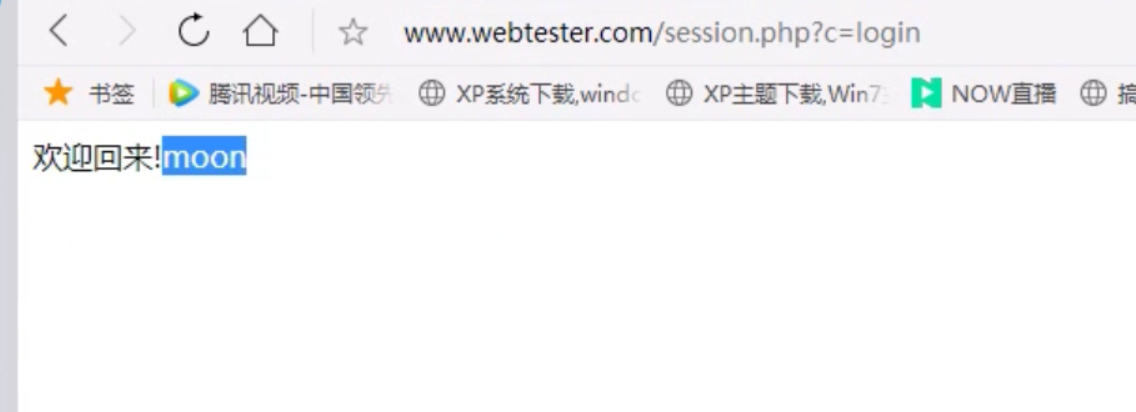 www.webtester.com/session.php?c=login
书签 腾讯视频-中国领先 XP系统下载,windo XP主题下载,Win7 NOW直播 搞
欢迎回来!moon